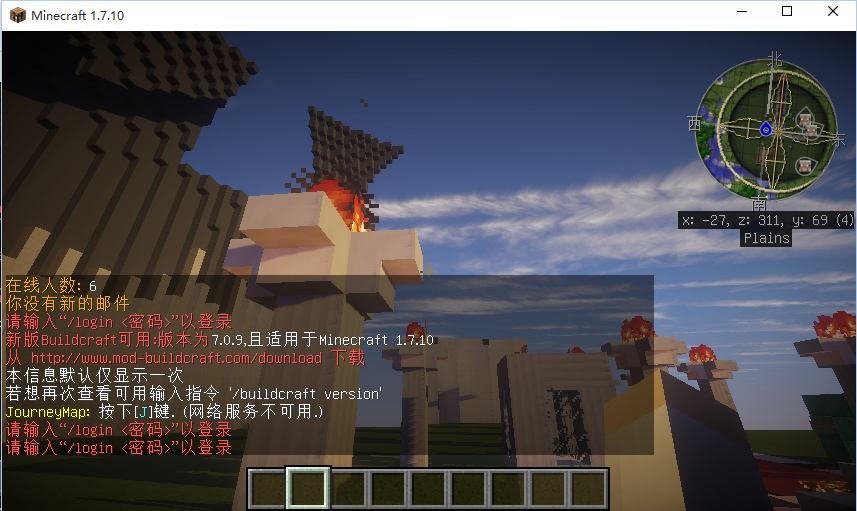 Minecraft 1.7.10
北
西
东
南
x: -27, z: 311, y: 69 (4)
Plains
在线人数: 6
你没有新的邮件
请输入“/login <密码>”以登录
新版Buildcraft可用:版本为7.0.9,且适用于Minecraft 1.7.10
从 http://www.mod-buildcraft.com/download 下载
本信息默认仅显示一次
若想再次查看可用输入指令 '/buildcraft version'
JourneyMap: 按下[J]键. (网络服务不可用.)
请输入“/login <密码>”以登录
请输入“/login <密码>”以登录